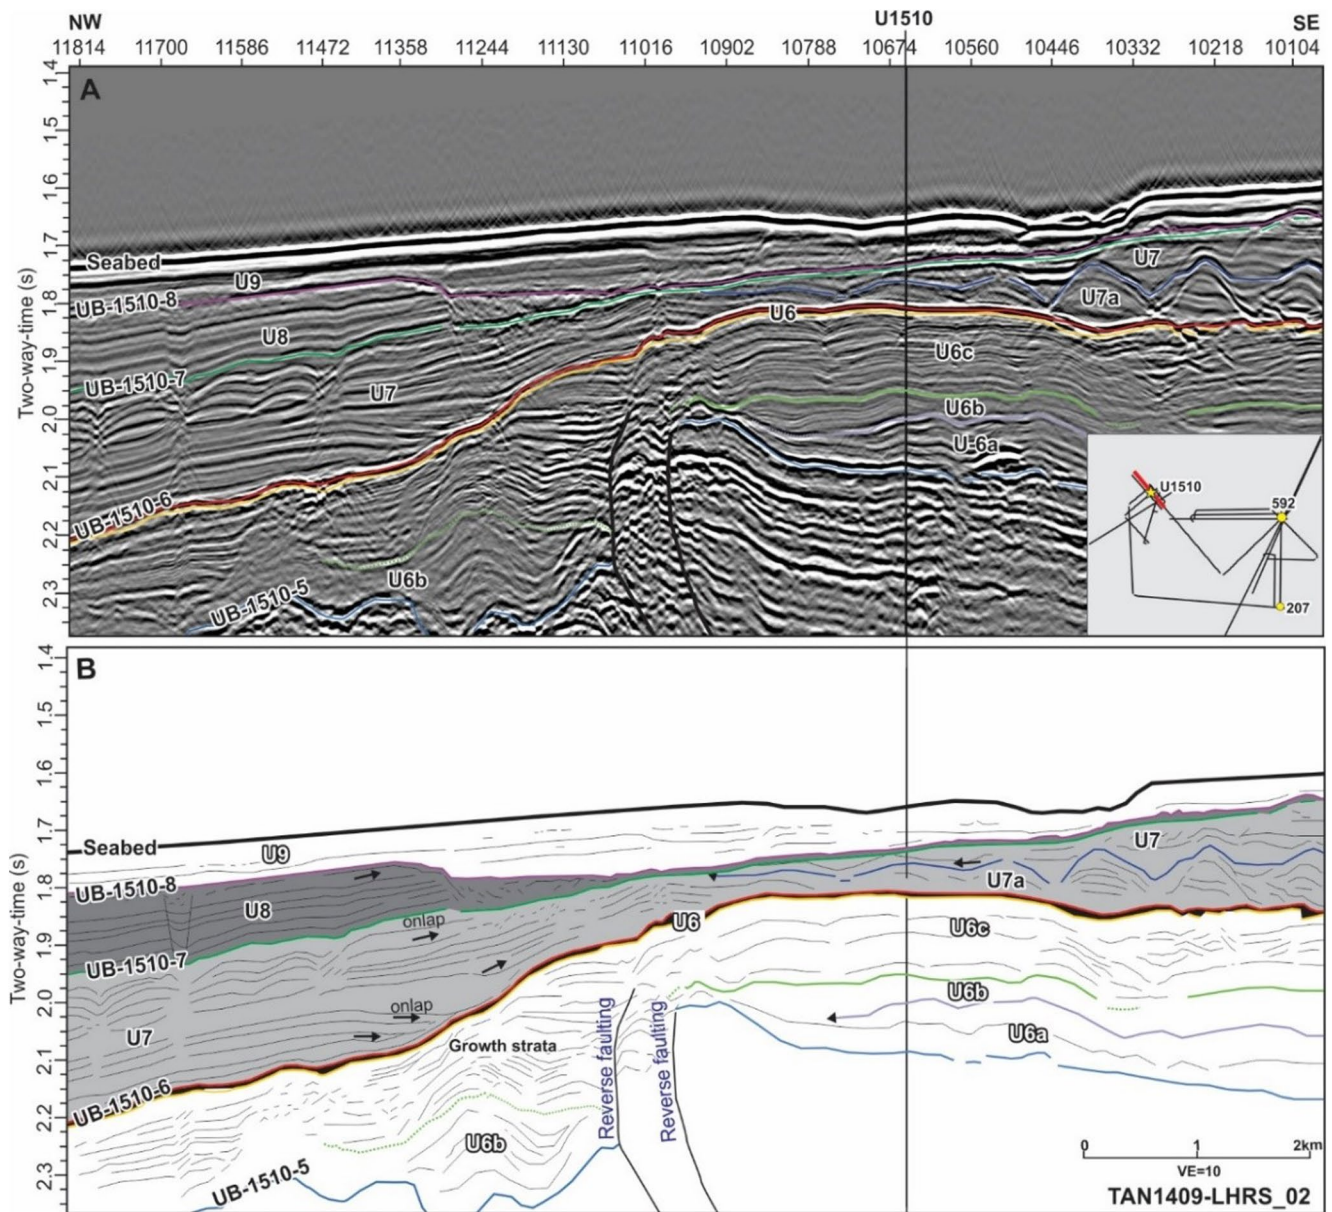 NW U1510 SE
11814 11700 11586 11472 11358 11244 11130 11016 10902 10788 10674 10560 10446 10332 10218 10104
A
1.4
1.5
1.6
1.7
1.8
1.9
2.0
2.1
2.2
2.3
Two-way-time (s)
Seabed
U9
UB-1510-8
U7
U7a
U8
U6
U6c
UB-1510-7
U7
U6b
U-6a
UB-1510-6
U6b
UB-1510-5
U1510
592
207
B
1.4
1.5
1.6
1.7
1.8
1.9
2.0
2.1
2.2
2.3
Two-way-time (s)
Seabed
U9
U7
UB-1510-8
U7a
U8
onlap
U6
U6c
UB-1510-7
U6b
onlap
U7
U6a
Growth strata
Reverse faulting
Reverse faulting
UB-1510-6
U6b
UB-1510-5
0 1 2km
VE=10
TAN1409-LHRS_02